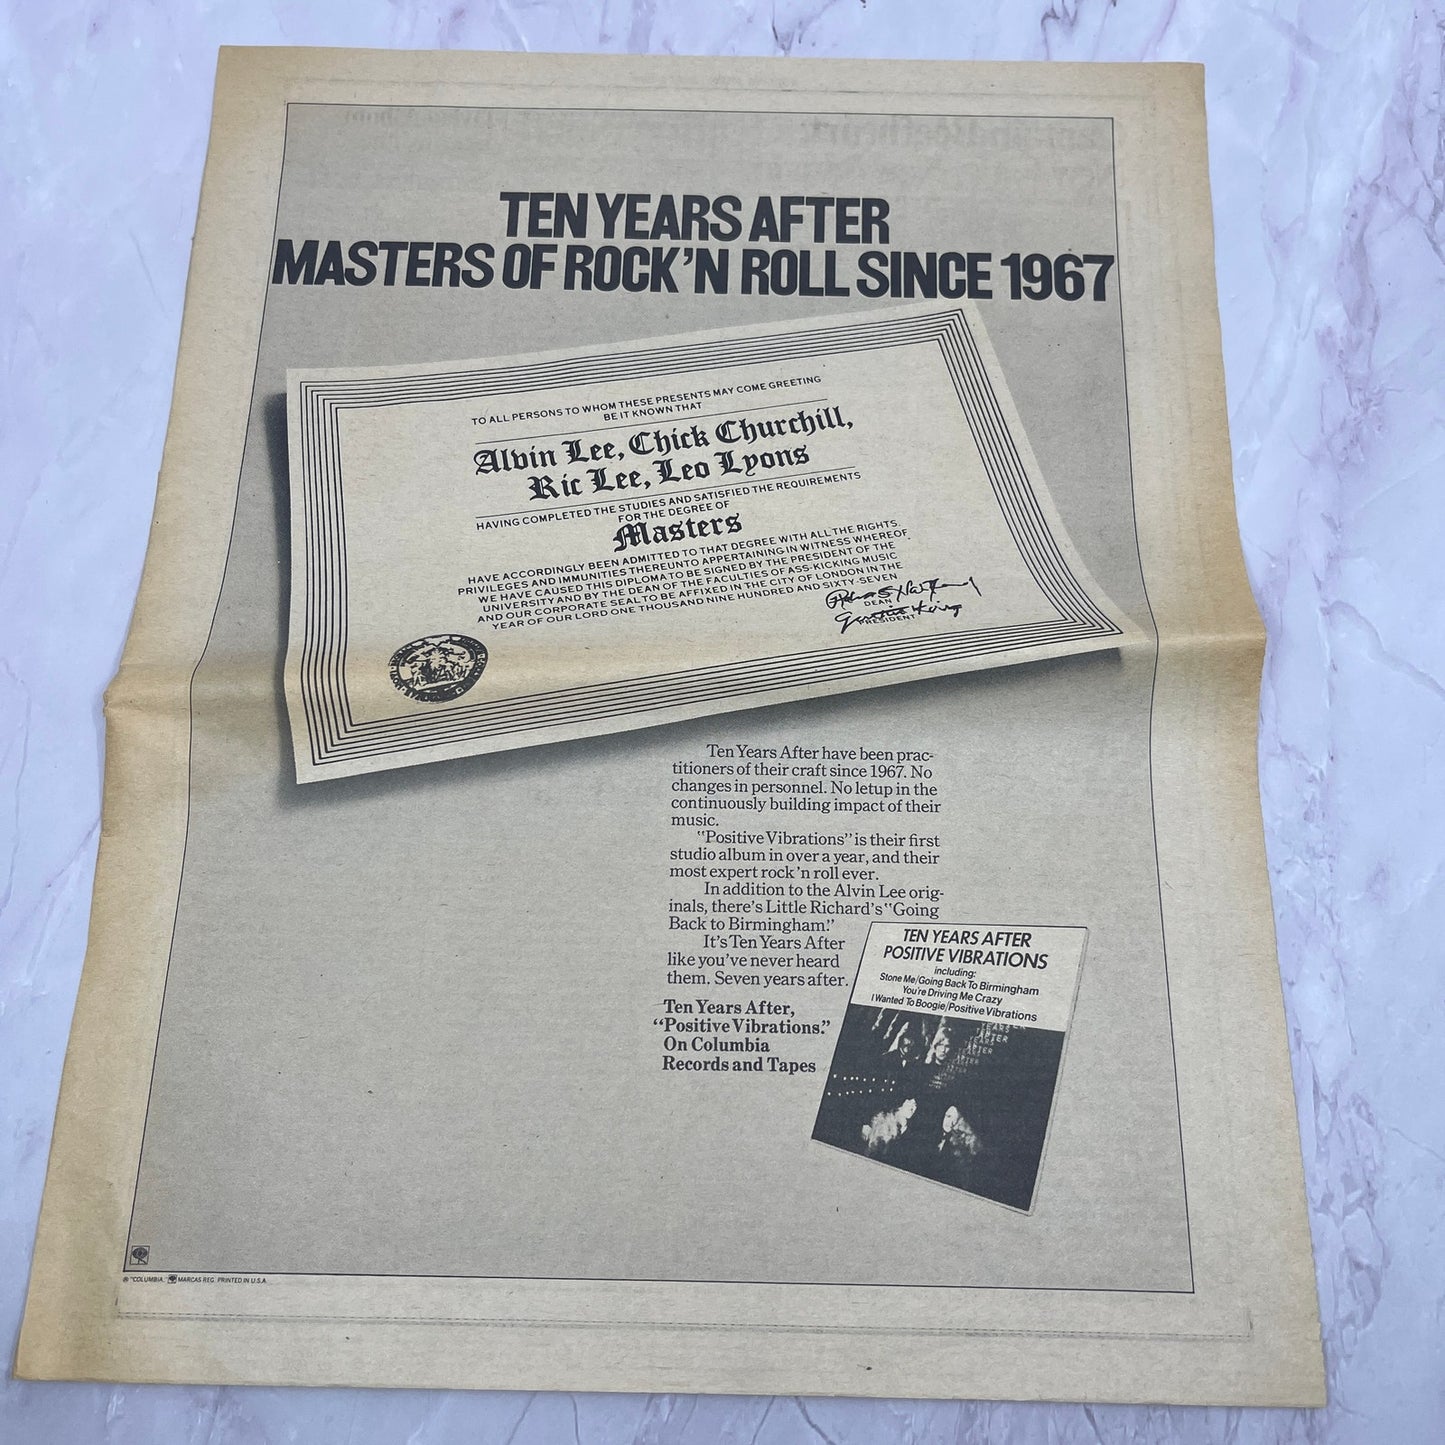 TEN YEARS AFTER
MASTERS OF ROCK'N ROLL SINCE 1967
TO ALL PERSONS TO WHOM THESE PRESENTS MAY COME GREETING
BE IT KNOWN THAT
Alvin Lee, Chick Churchill,
Ric Lee, Leo Lyons
HAVING COMPLETED THE STUDIES AND SATISFIED THE REQUIREMENTS
FOR THE DEGREE OF
Masters
HAVE ACCORDINGLY BEEN ADMITTED TO THAT DEGREE WITH ALL THE RIGHTS
PRIVILEGES AND IMMUNITIES THEREUNTO APPERTAINING IN WITNESS WHEREOF,
WE HAVE CAUSED THIS DIPLOMA TO BE SIGNED BY THE PRESIDENT OF THE
UNIVERSITY AND BY THE DEAN OF THE FACULTIES OF ASS-KICKING MUSIC
AND OUR CORPORATE SEAL TO BE AFFIXED IN THE CITY OF LONDON IN THE
YEAR OF OUR LORD ONE THOUSAND NINE HUNDRED AND SIXTY-SEVEN
DEAN
PRESIDENT
Ten Years After have been prac-
titioners of their craft since 1967. No
changes in personnel. No letup in the
continuously building impact of their
music.
"Positive Vibrations" is their first
studio album in over a year, and their
most expert rock 'n roll ever.
In addition to the Alvin Lee orig-
inals, there's Little Richard's "Going
Back to Birmingham."
It's Ten Years After
like you've never heard
them. Seven years after.
Ten Years After,
"Positive Vibrations."
On Columbia
Records and Tapes
TEN YEARS AFTER
POSITIVE VIBRATIONS
including:
Stone Me/Going Back To Birmingham
You're Driving Me Crazy
I Wanted To Boogie/Positive Vibrations
® "COLUMBIA," MARCAS REG. PRINTED IN U.S.A.